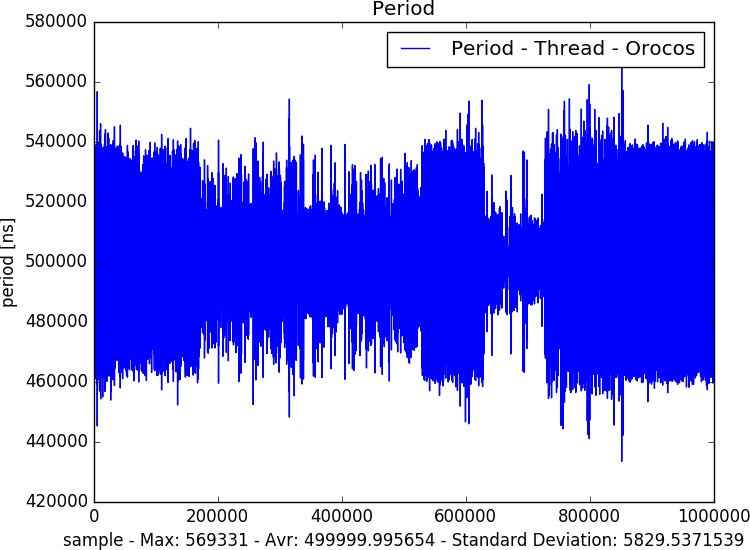 Period
580000
Period - Thread - Orocos
560000
540000
520000
500000
480000
460000
440000
420000
period [ns]
0 200000 400000 600000 800000 1000000
sample - Max: 569331 - Avr: 499999.995654 - Standard Deviation: 5829.5371539